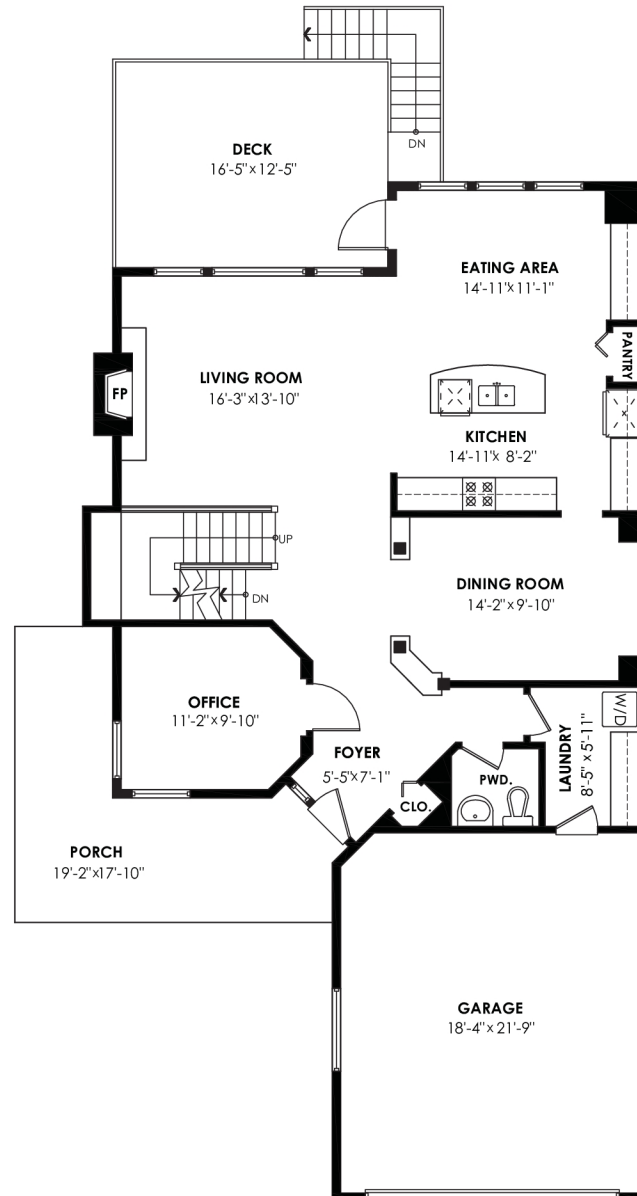 DN
DECK
16'-5"x12'-5"
EATING AREA
14'-11"x11'-1"
PANTRY
LIVING ROOM
16'-3"x13'-10"
FP
KITCHEN
14'-11"x 8'-2"
UP
DN
DINING ROOM
14'-2"x9'-10"
OFFICE
11'-2"x9'-10"
W/D
LAUNDRY
8'-5"x 5'-11"
FOYER
5'-5"x7'-1"
PWD.
CLO.
PORCH
19'-2"x17'-10"
GARAGE
18'-4"x 21'-9"